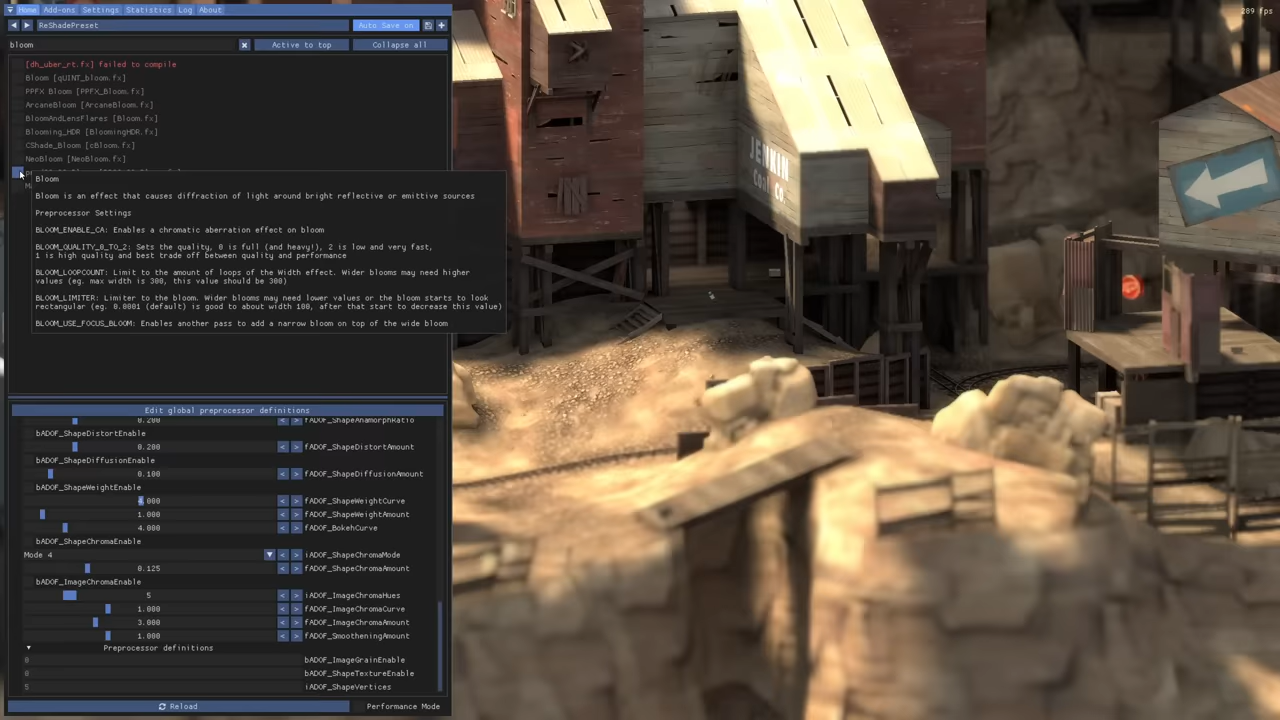 Home Add-ons Settings Statistics Log About
289 fps
ReShadePreset Auto Save on
bloom Active to top Collapse all
[dh_uber_rt.fx] failed to compile
Bloom [qUINT_bloom.fx]
PPFX Bloom [PPFX_Bloom.fx]
ArcaneBloom [ArcaneBloom.fx]
BloomAndLensFlares [Bloom.fx]
Blooming_HDR [BloomingHDR.fx]
CShade_Bloom [cBloom.fx]
NeoBloom [NeoBloom.fx]
Bloom
Bloom is an effect that causes diffraction of light around bright reflective or emittive sources
Preprocessor Settings
BLOOM_ENABLE_CA: Enables a chromatic aberration effect on bloom
BLOOM_QUALITY_0_TO_2: Sets the quality, 0 is full (and heavy!), 2 is low and very fast,
1 is high quality and best trade off between quality and performance
BLOOM_LOOPCOUNT: Limit to the amount of loops of the Width effect. Wider blooms may need higher
values (eg. max width is 300, this value should be 300)
BLOOM_LIMITER: Limiter to the bloom. Wider blooms may need lower values or the bloom starts to look
rectangular (eg. 0.0001 (default) is good to about width 100, after that start to decrease this value)
BLOOM_USE_FOCUS_BLOOM: Enables another pass to add a narrow bloom on top of the wide bloom
JENKIN
COAL CO.
Edit global preprocessor definitions
0.200 < > fADOF_ShapeAnamorphRatio
bADOF_ShapeDistortEnable
0.200 < > fADOF_ShapeDistortAmount
bADOF_ShapeDiffusionEnable
0.100 < > fADOF_ShapeDiffusionAmount
bADOF_ShapeWeightEnable
4.000 < > fADOF_ShapeWeightCurve
1.000 < > fADOF_ShapeWeightAmount
4.000 < > fADOF_BokehCurve
bADOF_ShapeChromaEnable
Mode 4 < > iADOF_ShapeChromaMode
0.125 < > fADOF_ShapeChromaAmount
bADOF_ImageChromaEnable
5 < > iADOF_ImageChromaHues
1.000 < > fADOF_ImageChromaCurve
3.000 < > fADOF_ImageChromaAmount
1.000 < > fADOF_SmootheningAmount
Preprocessor definitions
0 bADOF_ImageGrainEnable
0 bADOF_ShapeTextureEnable
5 iADOF_ShapeVertices
Reload Performance Mode